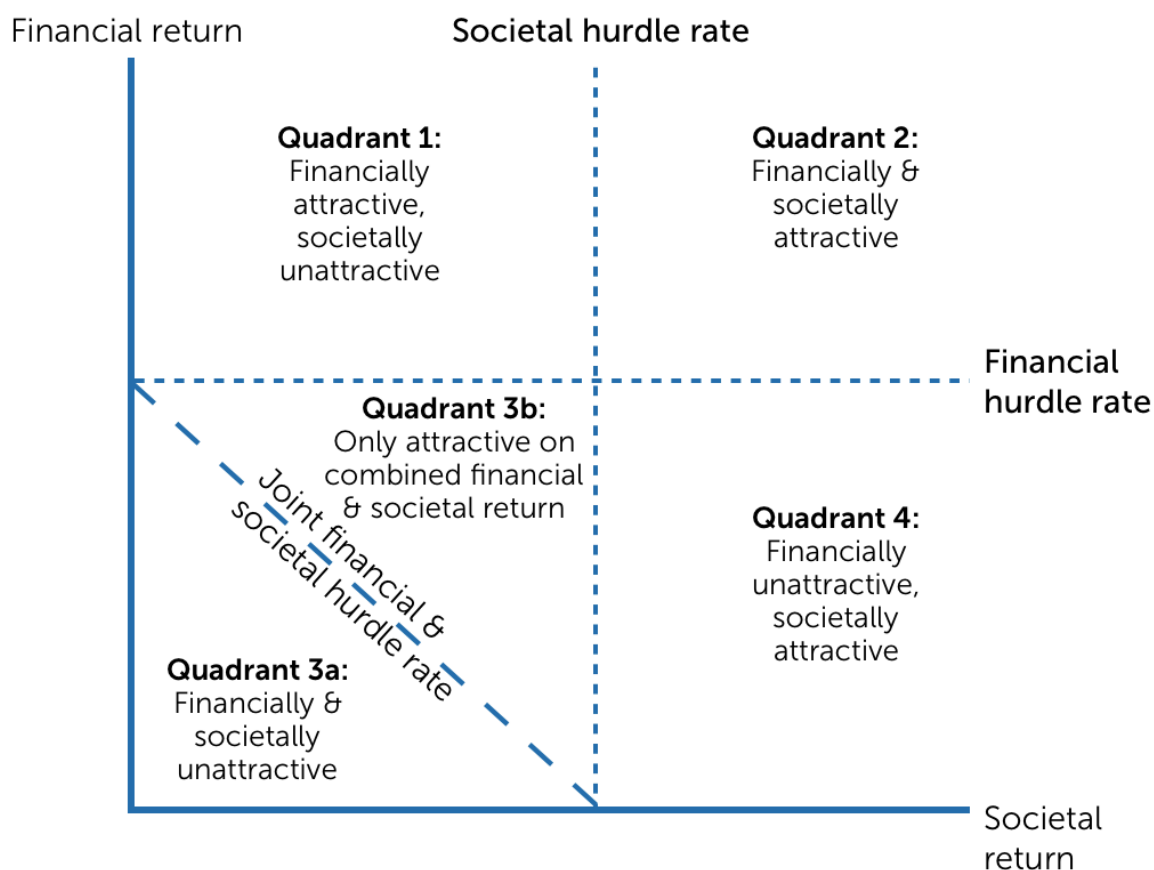 Financial return
Societal hurdle rate
Quadrant 1:
Financially
attractive,
societally
unattractive
Quadrant 2:
Financially &
societally
attractive
Financial
hurdle rate
Quadrant 3b:
Only attractive on
combined financial
& societal return
Joint financial &
societal hurdle rate
Quadrant 4:
Financially
unattractive,
societally
attractive
Quadrant 3a:
Financially &
societally
unattractive
Societal
return